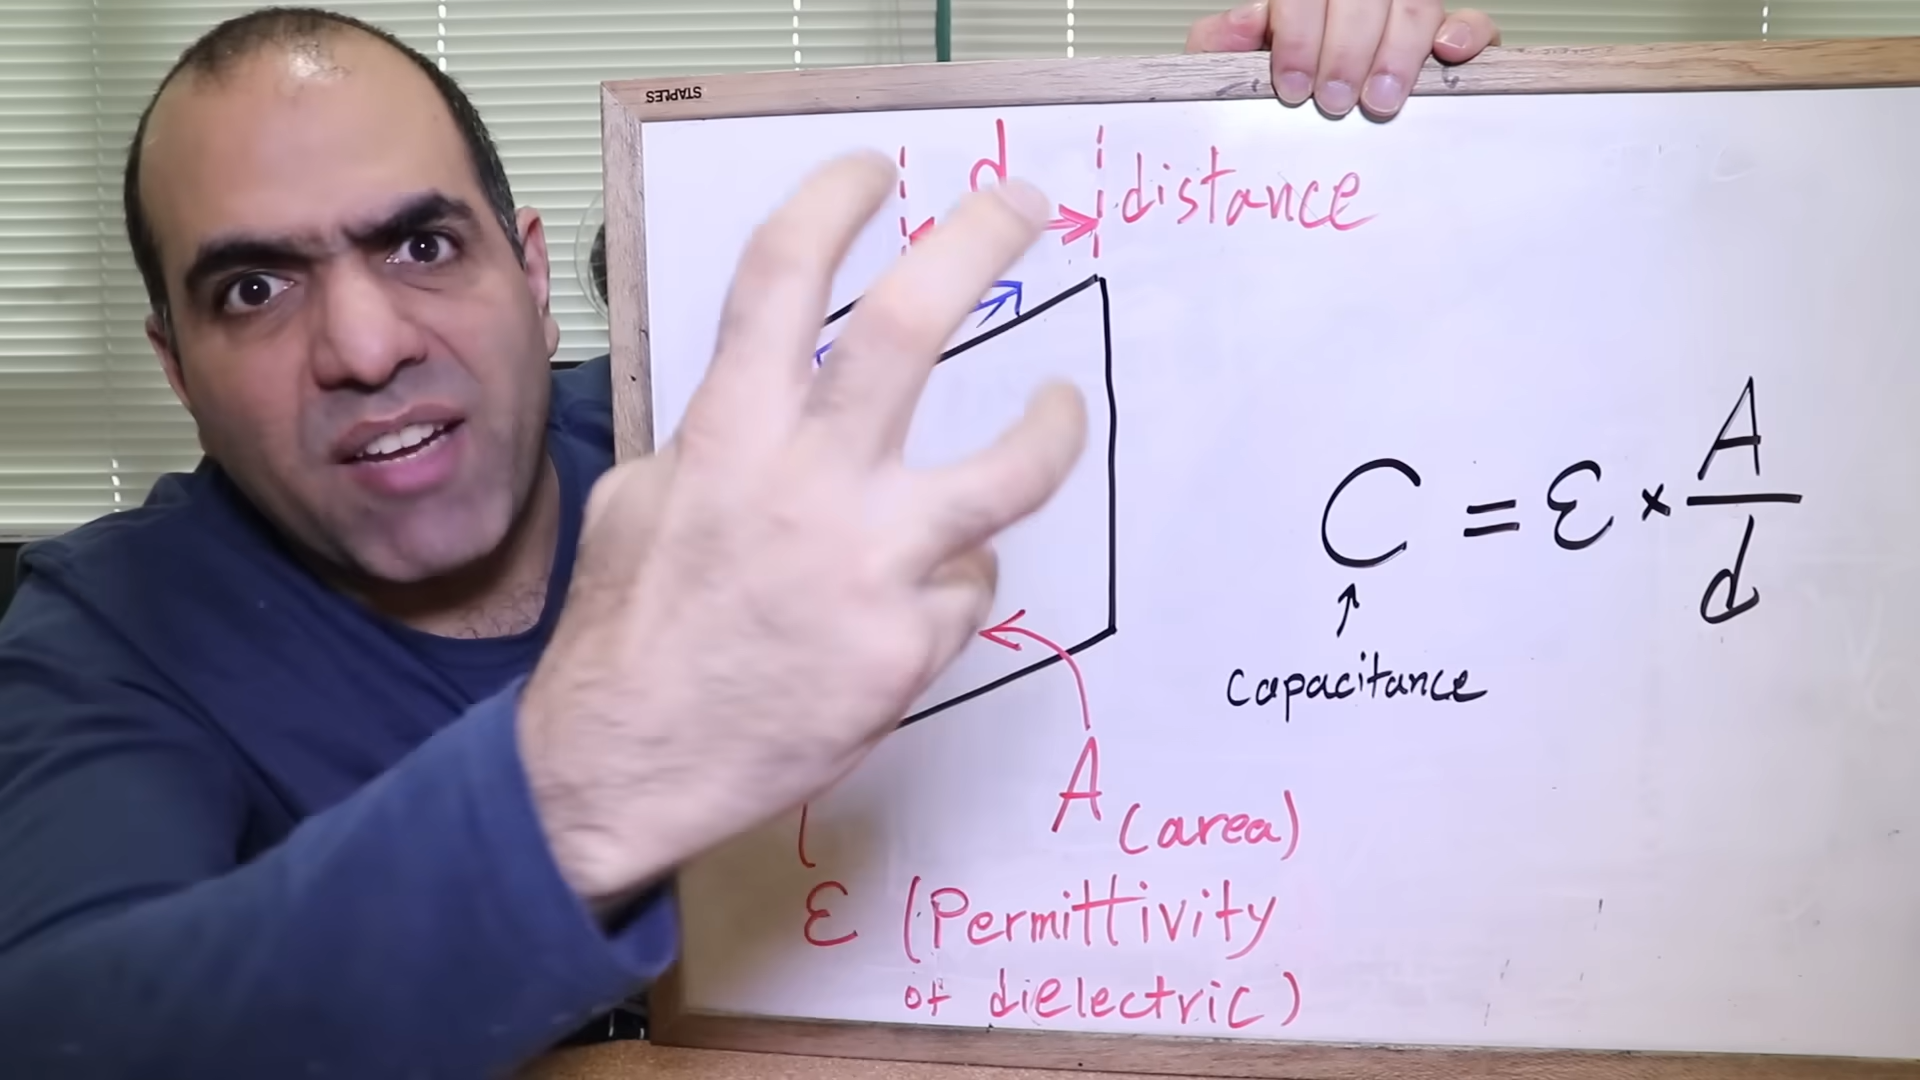 STAPLES
d
distance
C = ε × A/d
↑
capacitance
A (area)
ε (Permittivity
of dielectric)